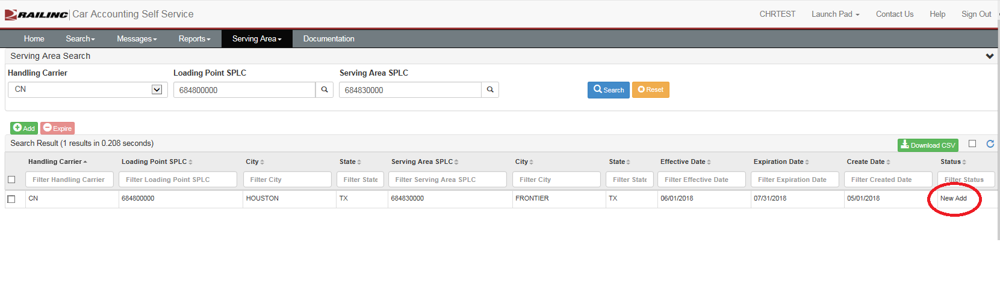 RAILINC Car Accounting Self Service CHRTEST Launch Pad Contact Us Help Sign Out
Home Search Messages Reports Serving Area Documentation
Serving Area Search
Handling Carrier Loading Point SPLC Serving Area SPLC
CN 684800000 684830000 Search Reset
Add Expire
Search Result (1 results in 0.208 seconds) Download CSV
Handling Carrier Loading Point SPLC City State Serving Area SPLC City State Effective Date Expiration Date Create Date Status
Filter Handling Carrier Filter Loading Point SPLC Filter City Filter State Filter Serving Area SPLC Filter City Filter State Filter Effective Date Filter Expiration Date Filter Created Date Filter Status
CN 684800000 HOUSTON TX 684830000 FRONTIER TX 06/01/2018 07/31/2018 05/01/2018 New Add